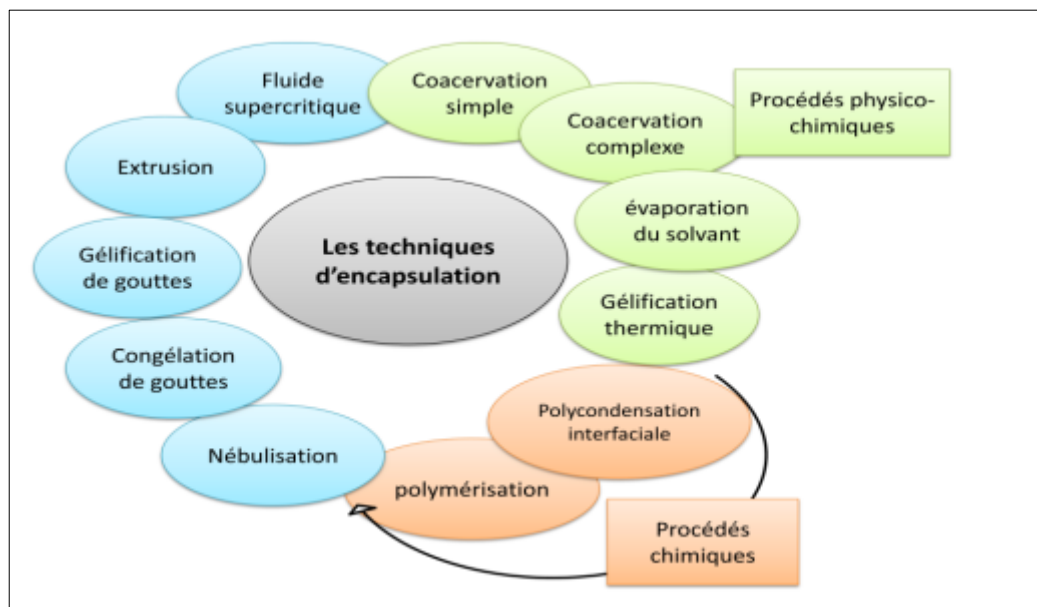 Fluide
supercritique
Coacervation
simple
Coacervation
complexe
Procédés physico-
chimiques
Extrusion
évaporation
du solvant
Les techniques
d’encapsulation
Gélification
de gouttes
Gélification
thermique
Congélation
de gouttes
Polycondensation
interfaciale
Nébulisation
polymérisation
Procédés
chimiques